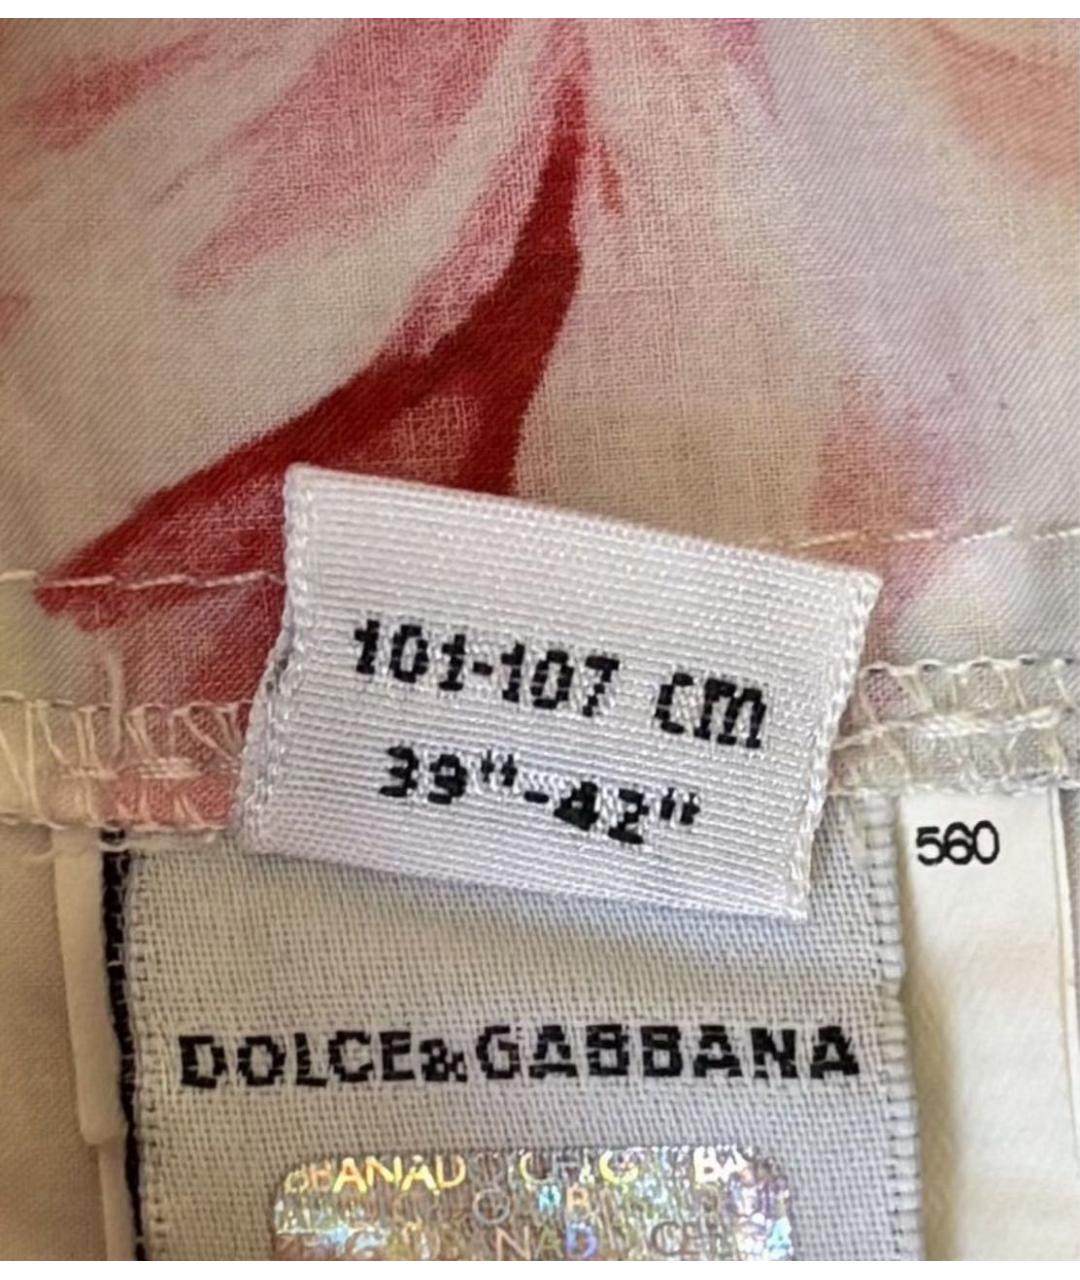 101-107 cm
39"-42"
560
DOLCE&GABBANA